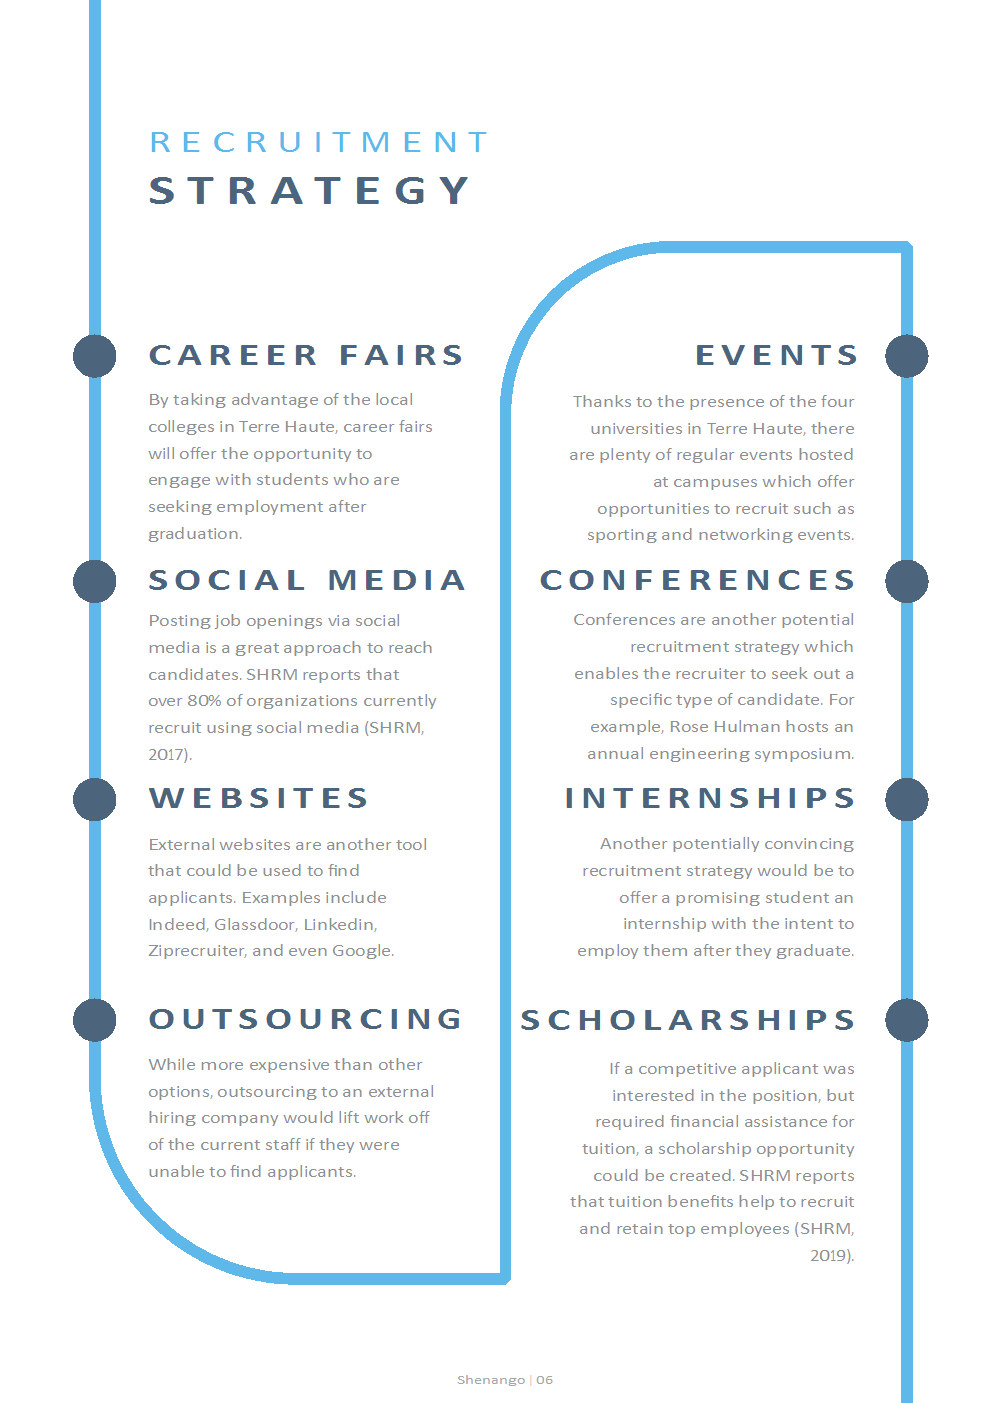 RECRUITMENT
STRATEGY
CAREER FAIRS
By taking advantage of the local
colleges in Terre Haute, career fairs
will offer the opportunity to
engage with students who are
seeking employment after
graduation.
SOCIAL MEDIA
Posting job openings via social
media is a great approach to reach
candidates. SHRM reports that
over 80% of organizations currently
recruit using social media (SHRM,
2017).
WEBSITES
External websites are another tool
that could be used to find
applicants. Examples include
Indeed, Glassdoor, Linkedin,
Ziprecruiter, and even Google.
OUTSOURCING
While more expensive than other
options, outsourcing to an external
hiring company would lift work off
of the current staff if they were
unable to find applicants.
EVENTS
Thanks to the presence of the four
universities in Terre Haute, there
are plenty of regular events hosted
at campuses which offer
opportunities to recruit such as
sporting and networking events.
CONFERENCES
Conferences are another potential
recruitment strategy which
enables the recruiter to seek out a
specific type of candidate. For
example, Rose Hulman hosts an
annual engineering symposium.
INTERNSHIPS
Another potentially convincing
recruitment strategy would be to
offer a promising student an
internship with the intent to
employ them after they graduate.
SCHOLARSHIPS
If a competitive applicant was
interested in the position, but
required financial assistance for
tuition, a scholarship opportunity
could be created. SHRM reports
that tuition benefits help to recruit
and retain top employees (SHRM,
2019).
Shenango | 06